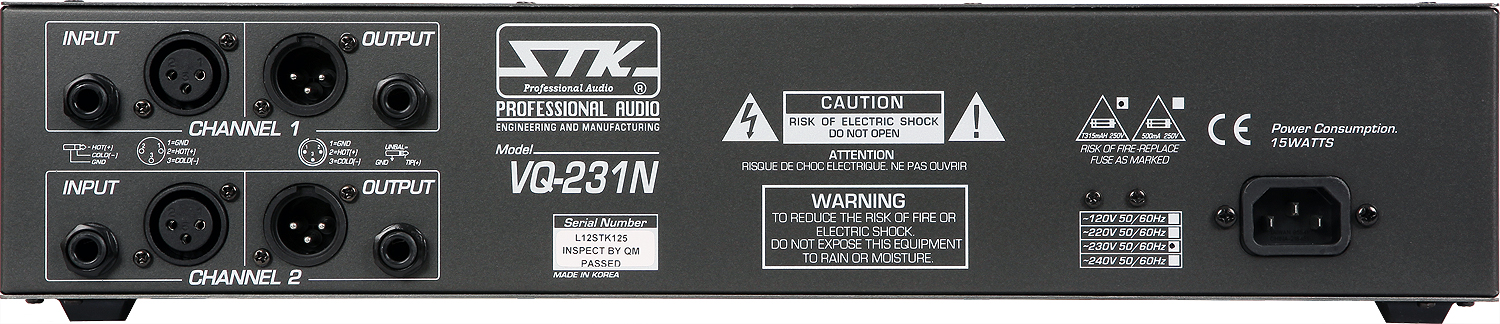 INPUT
OUTPUT
CHANNEL 1
HOT(+)
COLD(-)
GND
1=GND
2=HOT(+)
3=COLD(-)
1=GND
2=HOT(+)
3=COLD(-)
UNBAL
GND TIP(+)
INPUT
OUTPUT
CHANNEL 2
STK
Professional Audio ®
PROFESSIONAL AUDIO
ENGINEERING AND MANUFACTURING
Model
VQ-231N
Serial Number
L12STK125
INSPECT BY QM
PASSED
MADE IN KOREA
CAUTION
RISK OF ELECTRIC SHOCK
DO NOT OPEN
ATTENTION
RISQUE DE CHOC ELECTRIQUE. NE PAS OUVRIR
WARNING
TO REDUCE THE RISK OF FIRE OR
ELECTRIC SHOCK.
DO NOT EXPOSE THIS EQUIPMENT
TO RAIN OR MOISTURE.
T315mAH 250V 500mA 250V
RISK OF FIRE-REPLACE
FUSE AS MARKED
CE
Power Consumption.
15WATTS
~120V 50/60Hz
~220V 50/60Hz
~230V 50/60Hz
~240V 50/60Hz